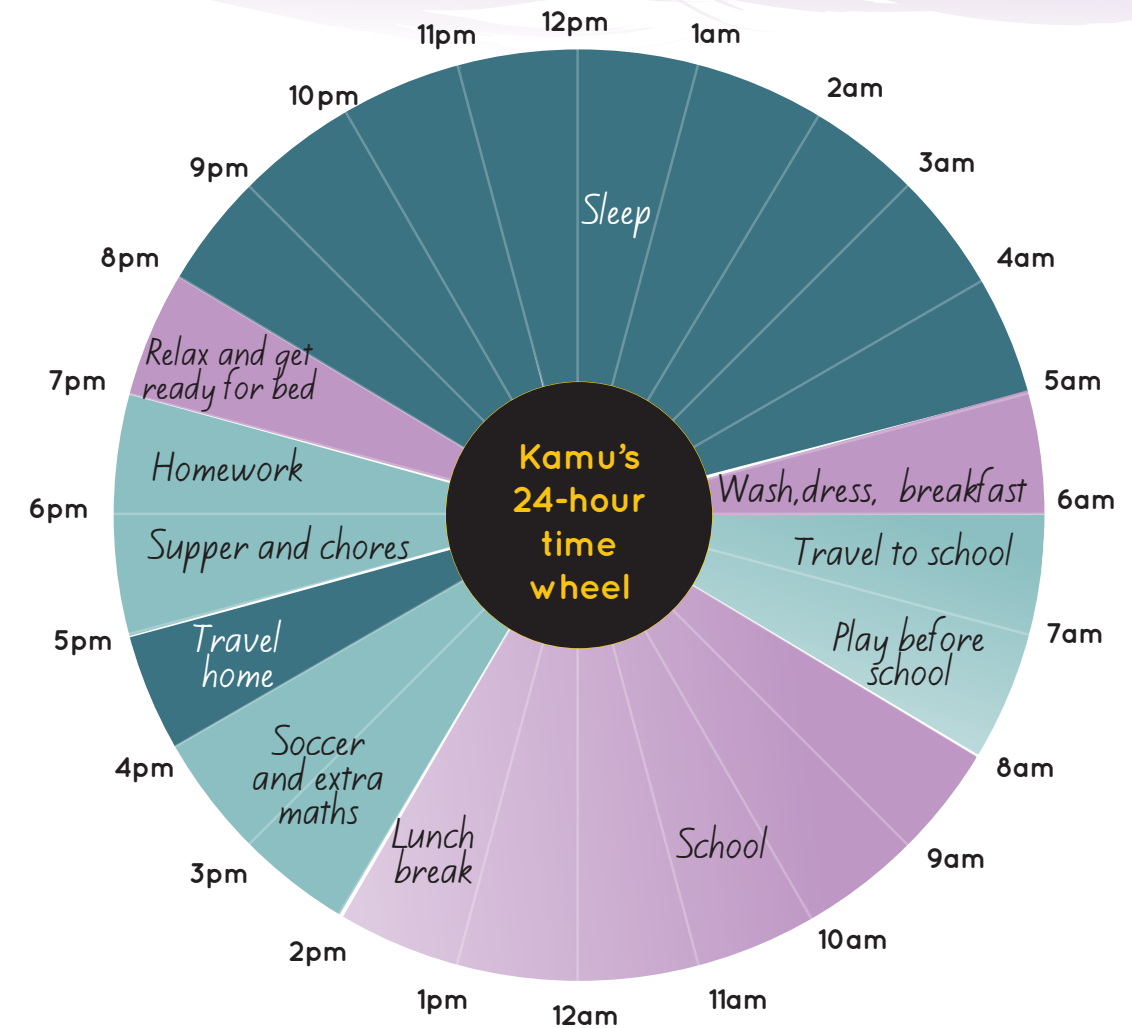 12pm
1am
2am
3am
4am
5am
6am
7am
8am
9am
10am
11am
12am
1pm
2pm
3pm
4pm
5pm
6pm
7pm
8pm
9pm
10pm
11pm
Sleep
Wash,dress, breakfast
Travel to school
Play before
school
School
Lunch
break
Soccer
and extra
maths
Travel
home
Supper and chores
Homework
Relax and get
ready for bed
Kamu's
24-hour
time
wheel